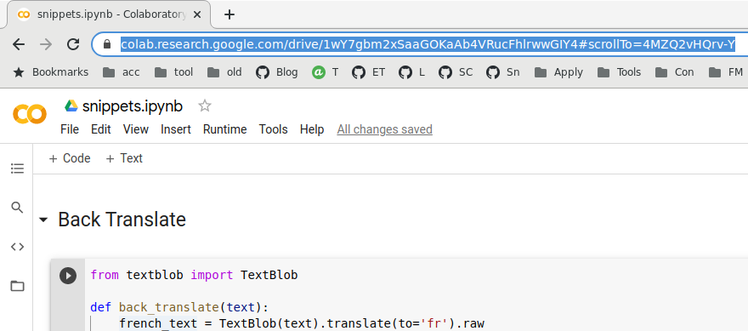 snippets.ipynb - Colaboratory
colab.research.google.com/drive/1wY7gbm2xSaaGOKaAb4VRucFhlrwwGIY4#scrollTo=4MZQ2vHQrv-Y
Bookmarks acc tool old Blog T ET L SC Sn Apply Tools Con FM
snippets.ipynb
File Edit View Insert Runtime Tools Help All changes saved
+ Code + Text
Back Translate
from textblob import TextBlob
def back_translate(text):
french_text = TextBlob(text).translate(to='fr').raw